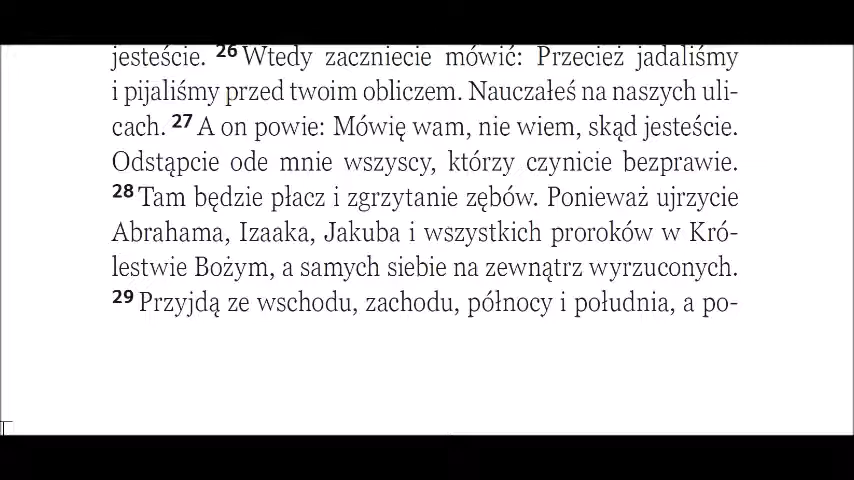 jesteście. 26 Wtedy zaczniecie mówić: Przecież jadaliśmy
i pijaliśmy przed twoim obliczem. Nauczałeś na naszych uli-
cach. 27 A on powie: Mówię wam, nie wiem, skąd jesteście.
Odstąpcie ode mnie wszyscy, którzy czynicie bezprawie.
28 Tam będzie płacz i zgrzytanie zębów. Ponieważ ujrzycie
Abrahama, Izaaka, Jakuba i wszystkich proroków w Kró-
lestwie Bożym, a samych siebie na zewnątrz wyrzuconych.
29 Przyjdą ze wschodu, zachodu, północy i południa, a po-